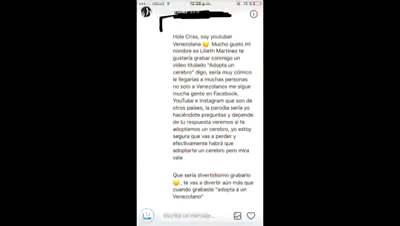 Hola Criss, soy youtuber
Venezolana 👑 Mucho gusto mi
nombre es Lilieth Martinez te
gustaría grabar conmigo un
video titulado "Adopta un
cerebro" digo, sería muy cómico
le llegarías a muchas personas
no solo a Venezolanos me sigue
mucha gente en Facebook,
YouTube e Instagram que son de
otros países, la parodia sería yo
haciéndote preguntas y depende
de tu respuesta veremos si te
adoptamos un cerebro, yo estoy
segura que vas a perder y
efectivamente habrá que
adoptarte un cerebro pero mira
vale
Que sería divertidísimo grabarlo
👑, te vas a divertir aún más que
cuando grabaste "adopta a un
Venezolano"
Escribe un mensaje...